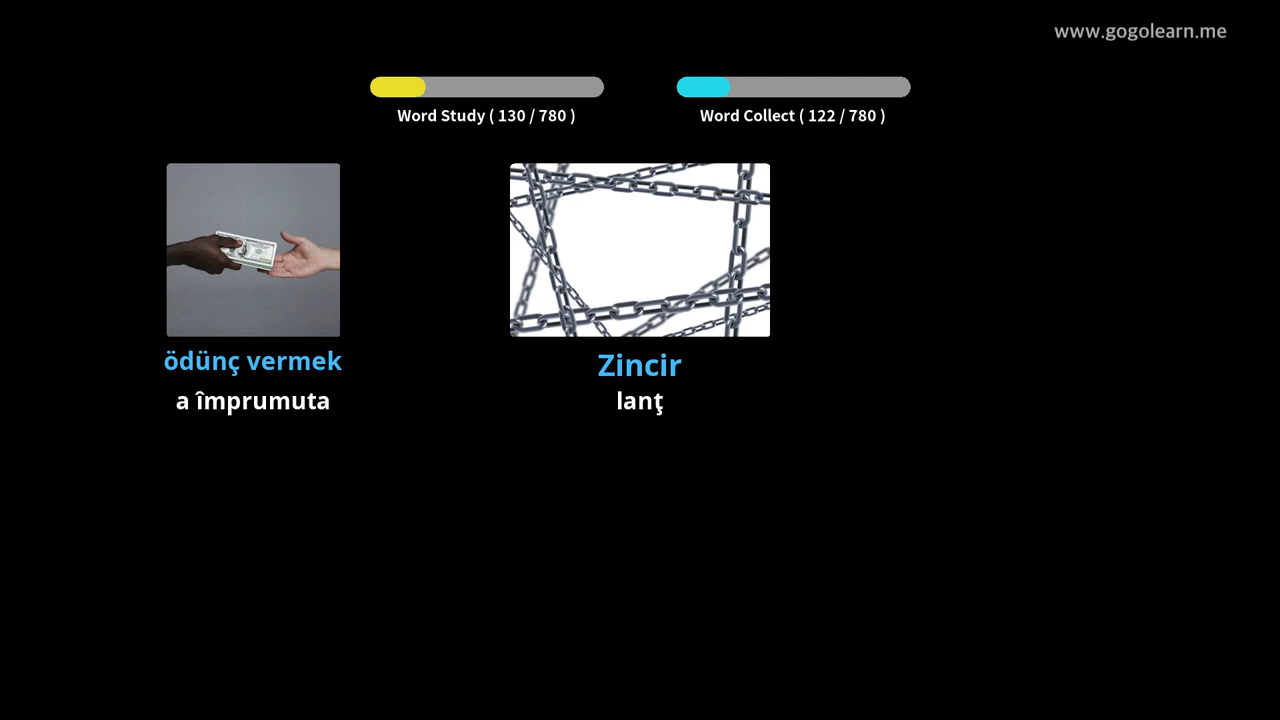 www.gogolearn.me
Word Study ( 130 / 780 )
Word Collect ( 122 / 780 )
ödünç vermek
a împrumuta
Zincir
lanţ